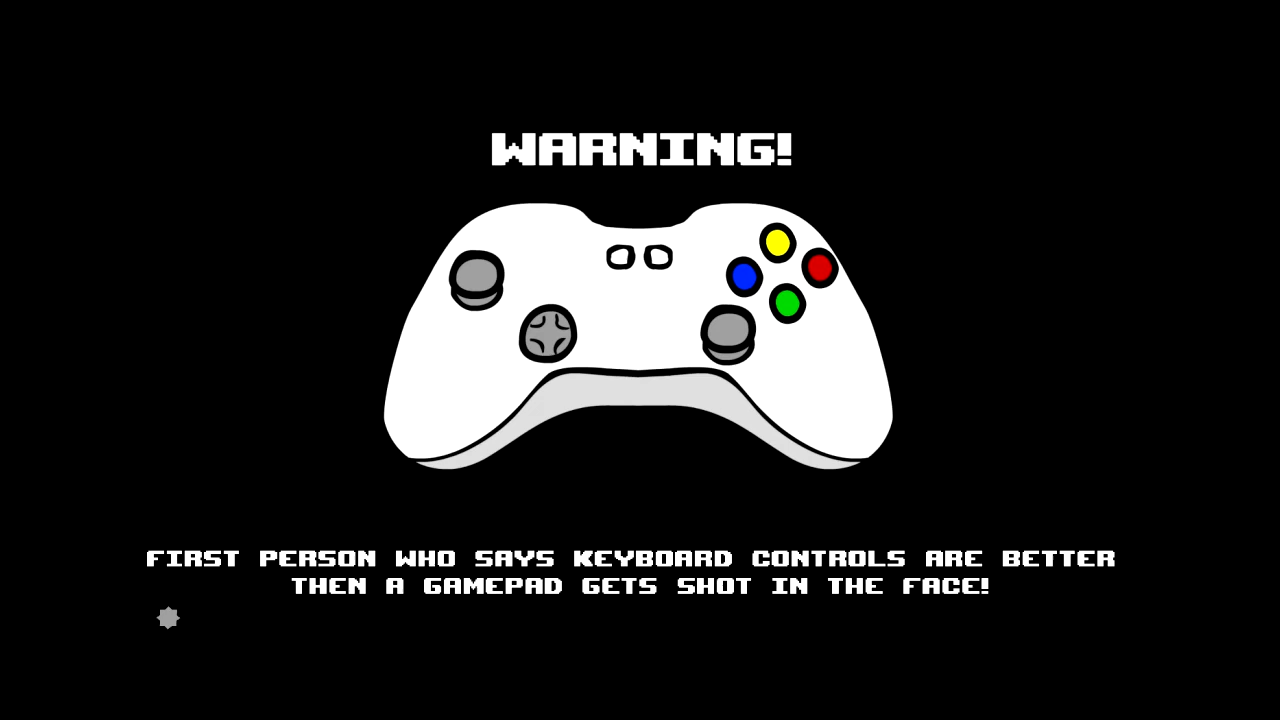 WARNING!
FIRST PERSON WHO SAYS KEYBOARD CONTROLS ARE BETTER
THEN A GAMEPAD GETS SHOT IN THE FACE!